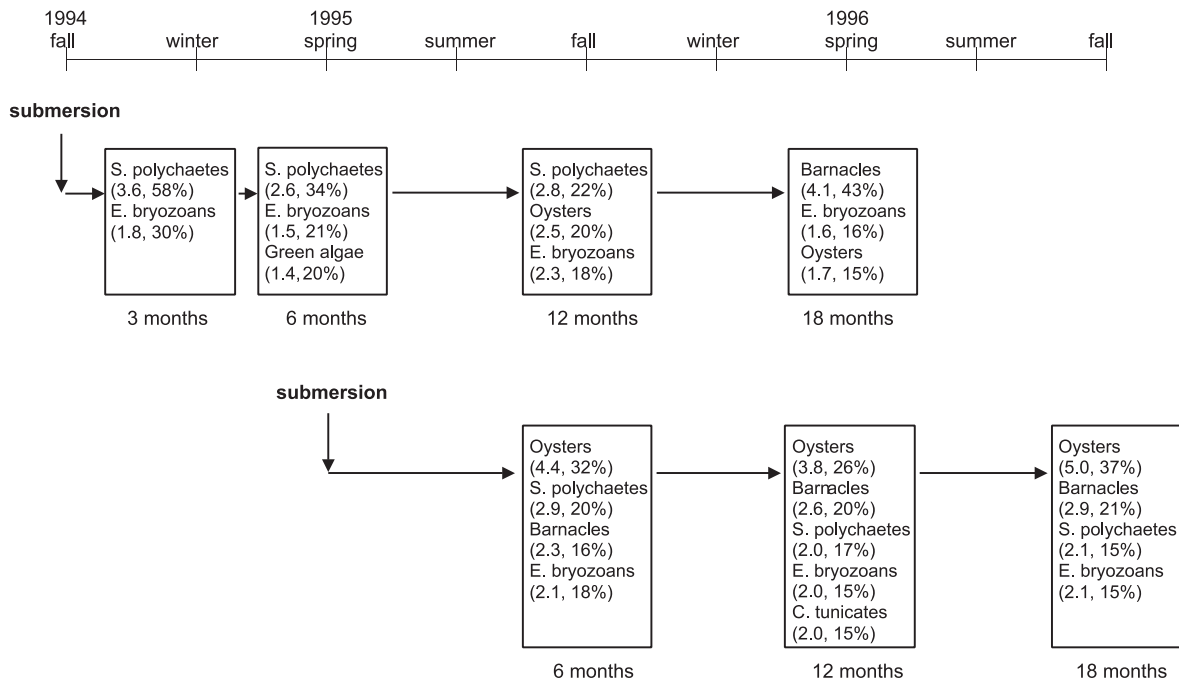 1994 1995 1996
fall winter spring summer fall winter spring summer fall
submersion
S. polychaetes
(3.6, 58%)
E. bryozoans
(1.8, 30%)
3 months
S. polychaetes
(2.6, 34%)
E. bryozoans
(1.5, 21%)
Green algae
(1.4, 20%)
6 months
S. polychaetes
(2.8, 22%)
Oysters
(2.5, 20%)
E. bryozoans
(2.3, 18%)
12 months
Barnacles
(4.1, 43%)
E. bryozoans
(1.6, 16%)
Oysters
(1.7, 15%)
18 months
submersion
Oysters
(4.4, 32%)
S. polychaetes
(2.9, 20%)
Barnacles
(2.3, 16%)
E. bryozoans
(2.1, 18%)
6 months
Oysters
(3.8, 26%)
Barnacles
(2.6, 20%)
S. polychaetes
(2.0, 17%)
E. bryozoans
(2.0, 15%)
C. tunicates
(2.0, 15%)
12 months
Oysters
(5.0, 37%)
Barnacles
(2.9, 21%)
S. polychaetes
(2.1, 15%)
E. bryozoans
(2.1, 15%)
18 months